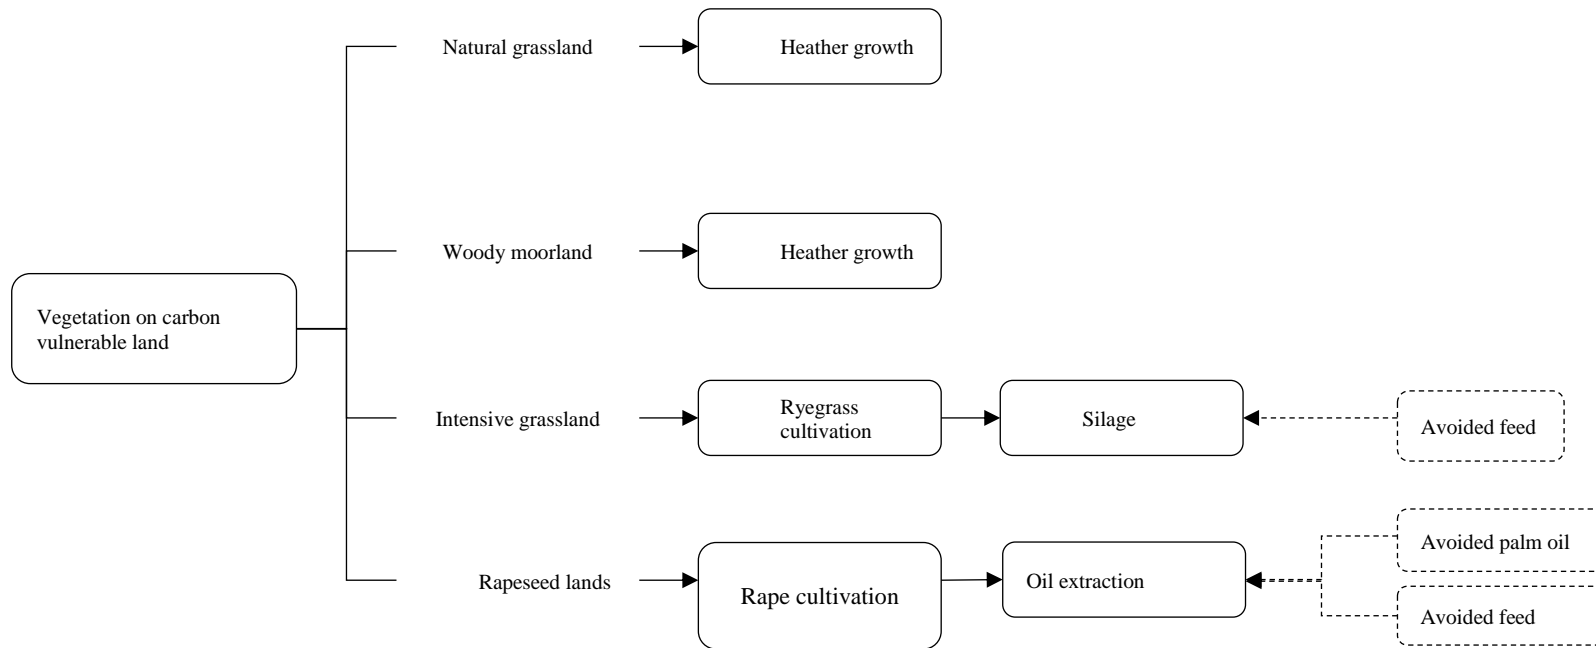 Natural grassland
Heather growth
Woody moorland
Heather growth
Vegetation on carbon
vulnerable land
Intensive grassland
Ryegrass
cultivation
Silage
Avoided feed
Rapeseed lands
Rape cultivation
Oil extraction
Avoided palm oil
Avoided feed